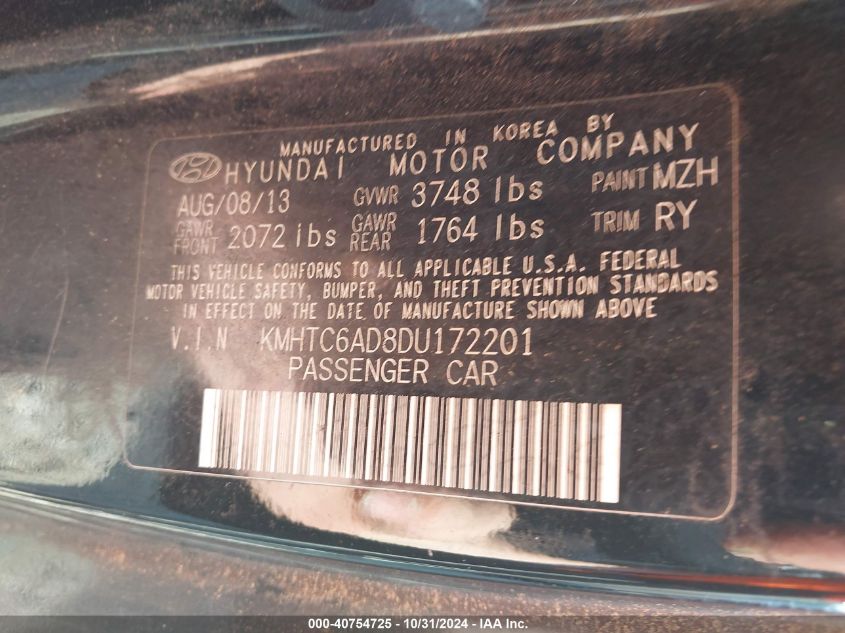 MANUFACTURED IN KOREA BY
HYUNDAI MOTOR COMPANY
AUG/08/13 GVWR 3748 lbs PAINT MZH
GAWR FRONT 2072 lbs GAWR REAR 1764 lbs TRIM RY
THIS VEHICLE CONFORMS TO ALL APPLICABLE U.S.A. FEDERAL
MOTOR VEHICLE SAFETY, BUMPER, AND THEFT PREVENTION STANDARDS
IN EFFECT ON THE DATE OF MANUFACTURE SHOWN ABOVE
V.I.N KMHTC6AD8DU172201
PASSENGER CAR
000-40754725 - 10/31/2024 - IAA Inc.